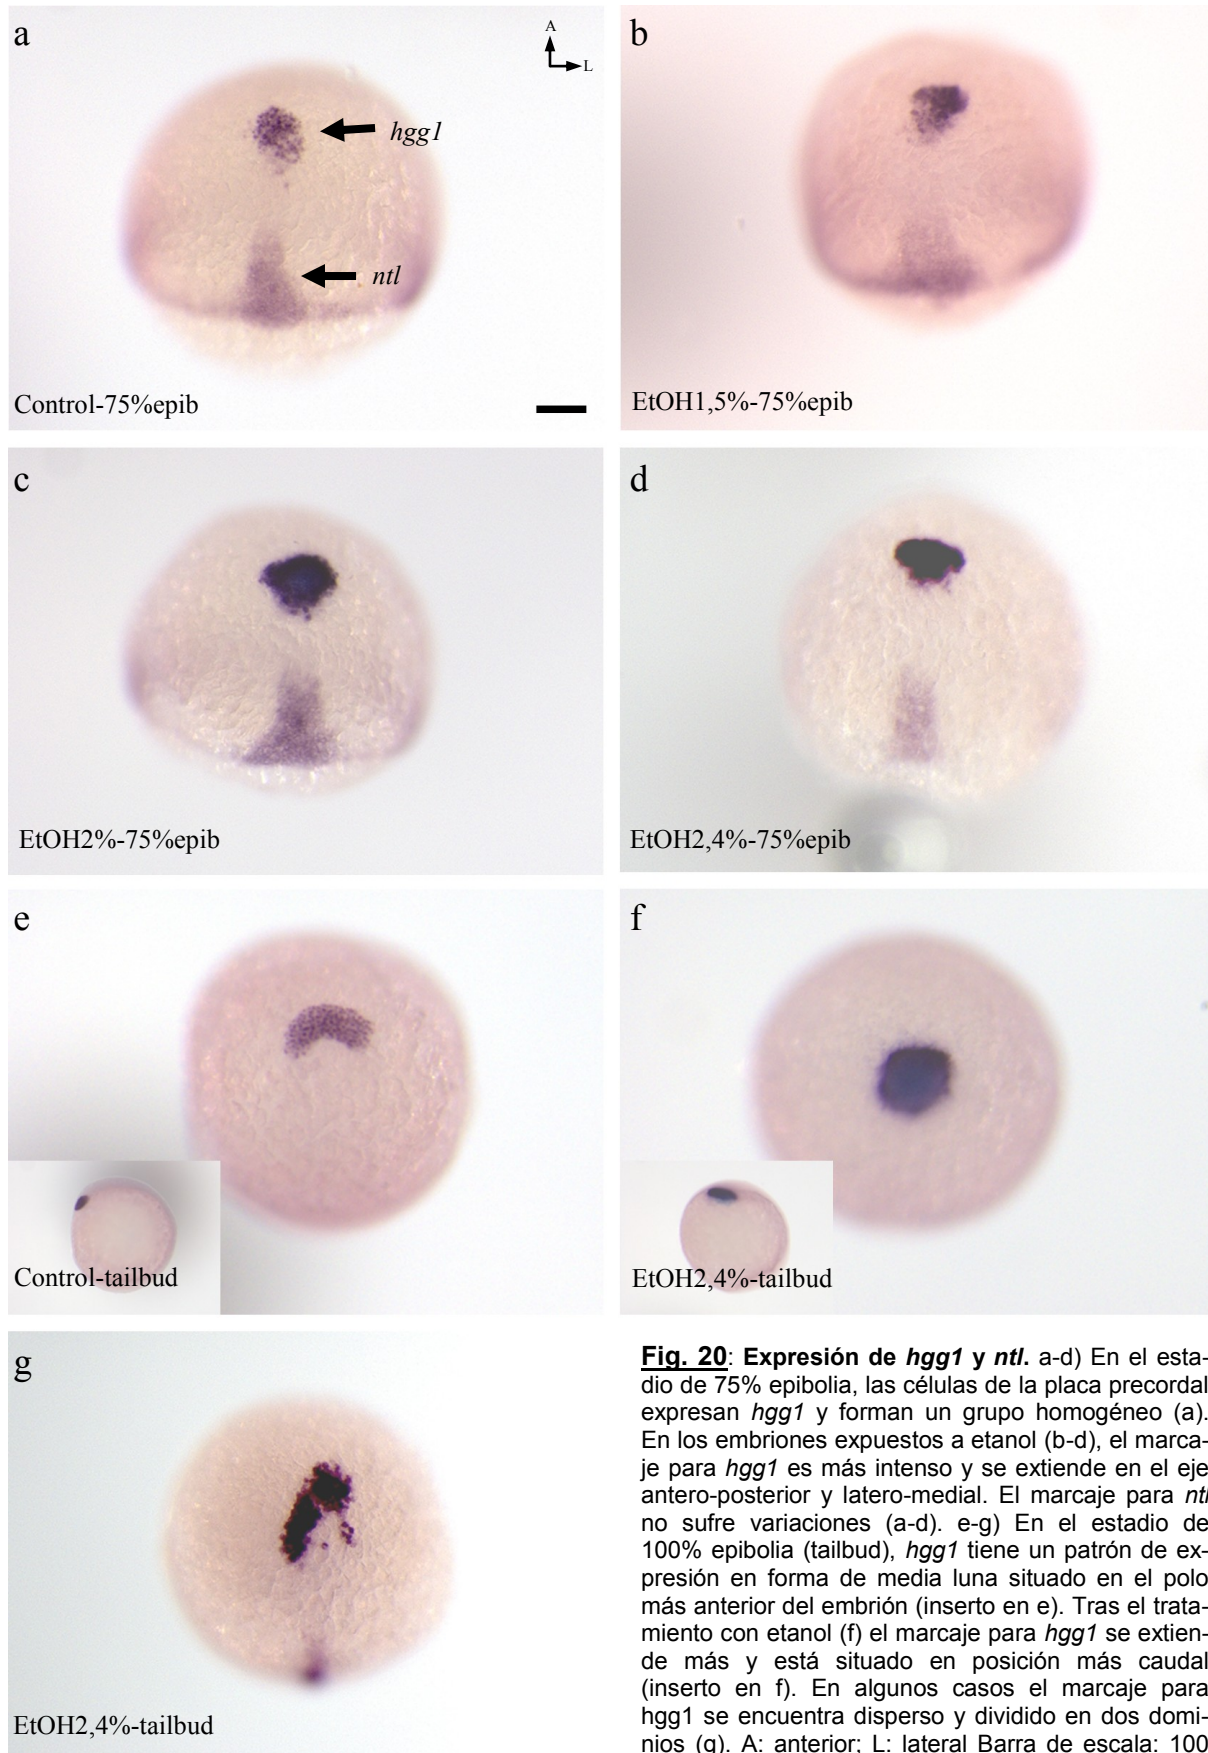 a
A
L
hgg1
ntl
Control-75%epib
b
EtOH1,5%-75%epib
c
EtOH2%-75%epib
d
EtOH2,4%-75%epib
e
Control-tailbud
f
EtOH2,4%-tailbud
g
EtOH2,4%-tailbud
Fig. 20: Expresión de hgg1 y ntl. a-d) En el esta-
dio de 75% epibolia, las células de la placa precordal
expresan hgg1 y forman un grupo homogéneo (a).
En los embriones expuestos a etanol (b-d), el marca-
je para hgg1 es más intenso y se extiende en el eje
antero-posterior y latero-medial. El marcaje para ntl
no sufre variaciones (a-d). e-g) En el estadio de
100% epibolia (tailbud), hgg1 tiene un patrón de ex-
presión en forma de media luna situado en el polo
más anterior del embrión (inserto en e). Tras el trata-
miento con etanol (f) el marcaje para hgg1 se extien-
de más y está situado en posición más caudal
(inserto en f). En algunos casos el marcaje para
hgg1 se encuentra disperso y dividido en dos domi-
nios (g). A: anterior; L: lateral Barra de escala: 100